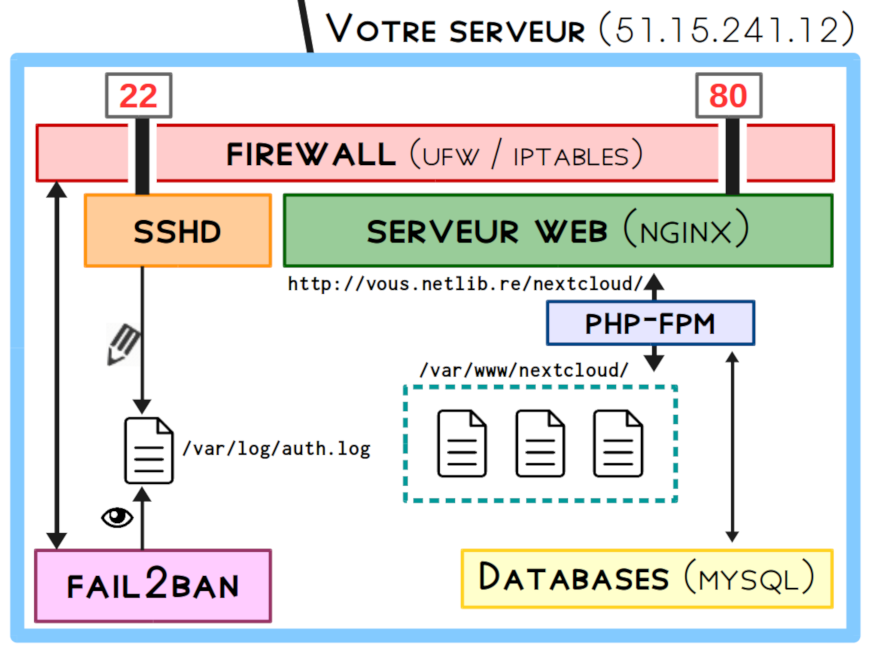 VOTRE SERVEUR (51.15.241.12)
22
80
FIREWALL (UFW / IPTABLES)
SSHD
SERVEUR WEB (NGINX)
http://vous.netlib.re/nextcloud/
PHP-FPM
/var/www/nextcloud/
/var/log/auth.log
FAIL2BAN
DATABASES (MYSQL)